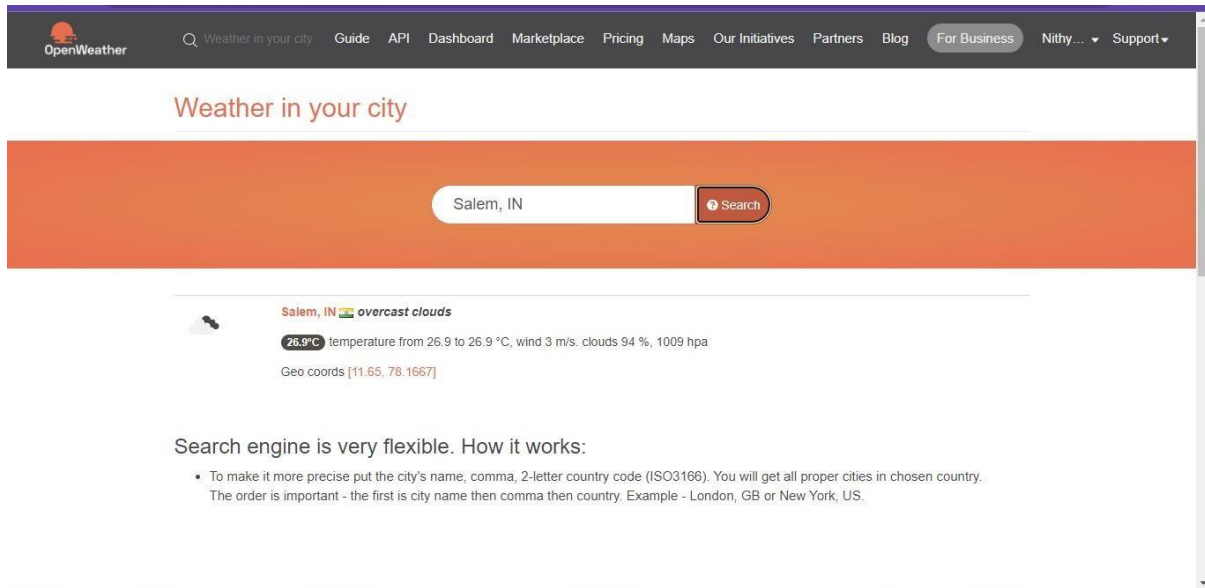 OpenWeather
Weather in your city Guide API Dashboard Marketplace Pricing Maps Our Initiatives Partners Blog For Business Nithy... Support
Weather in your city
Salem, IN Search
Salem, IN overcast clouds
26.9°C temperature from 26.9 to 26.9 °C, wind 3 m/s. clouds 94 %, 1009 hpa
Geo coords [11.65, 78.1667]
Search engine is very flexible. How it works:
• To make it more precise put the city's name, comma, 2-letter country code (ISO3166). You will get all proper cities in chosen country.
The order is important - the first is city name then comma then country. Example - London, GB or New York, US.